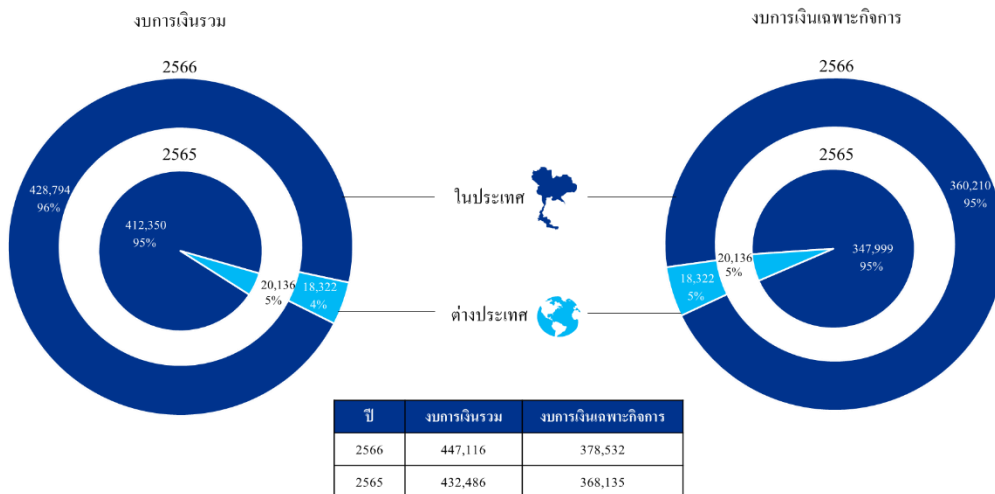 งบการเงินรวม
2566
2565
428,794
96%
412,350
95%
20,136
5%
18,322
4%
ในประเทศ
ต่างประเทศ
งบการเงินเฉพาะกิจการ
2566
2565
360,210
95%
347,999
95%
20,136
5%
18,322
5%
ปี งบการเงินรวม งบการเงินเฉพาะกิจการ
2566 447,116 378,532
2565 432,486 368,135